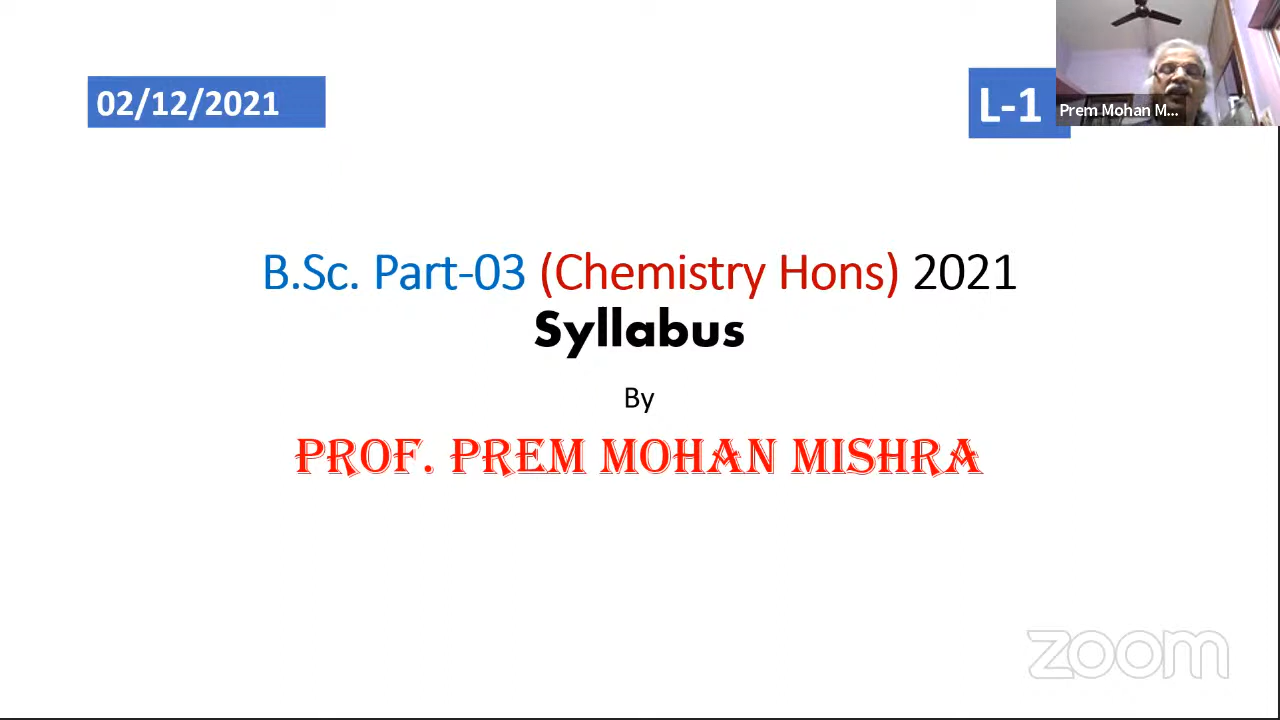 02/12/2021
L-1
Prem Mohan M...
B.Sc. Part-03 (Chemistry Hons) 2021
Syllabus
By
PROF. PREM MOHAN MISHRA
zoom